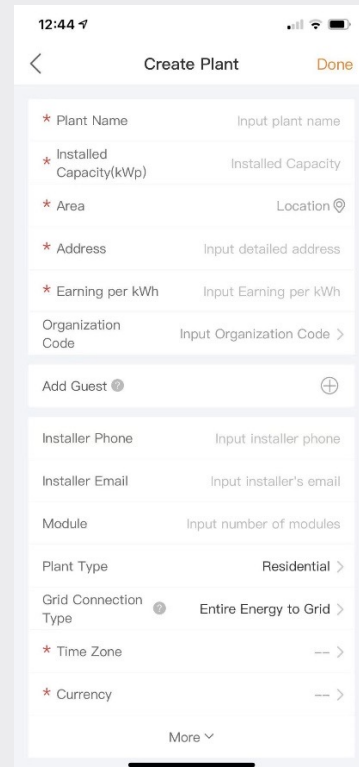 12:44
Create Plant Done
* Plant Name Input plant name
* Installed
Capacity(kWp) Installed Capacity
* Area Location
* Address Input detailed address
* Earning per kWh Input Earning per kWh
Organization
Code Input Organization Code >
Add Guest ?
Installer Phone Input installer phone
Installer Email Input installer's email
Module Input number of modules
Plant Type Residential >
Grid Connection
Type ? Entire Energy to Grid >
* Time Zone -- >
* Currency -- >
More